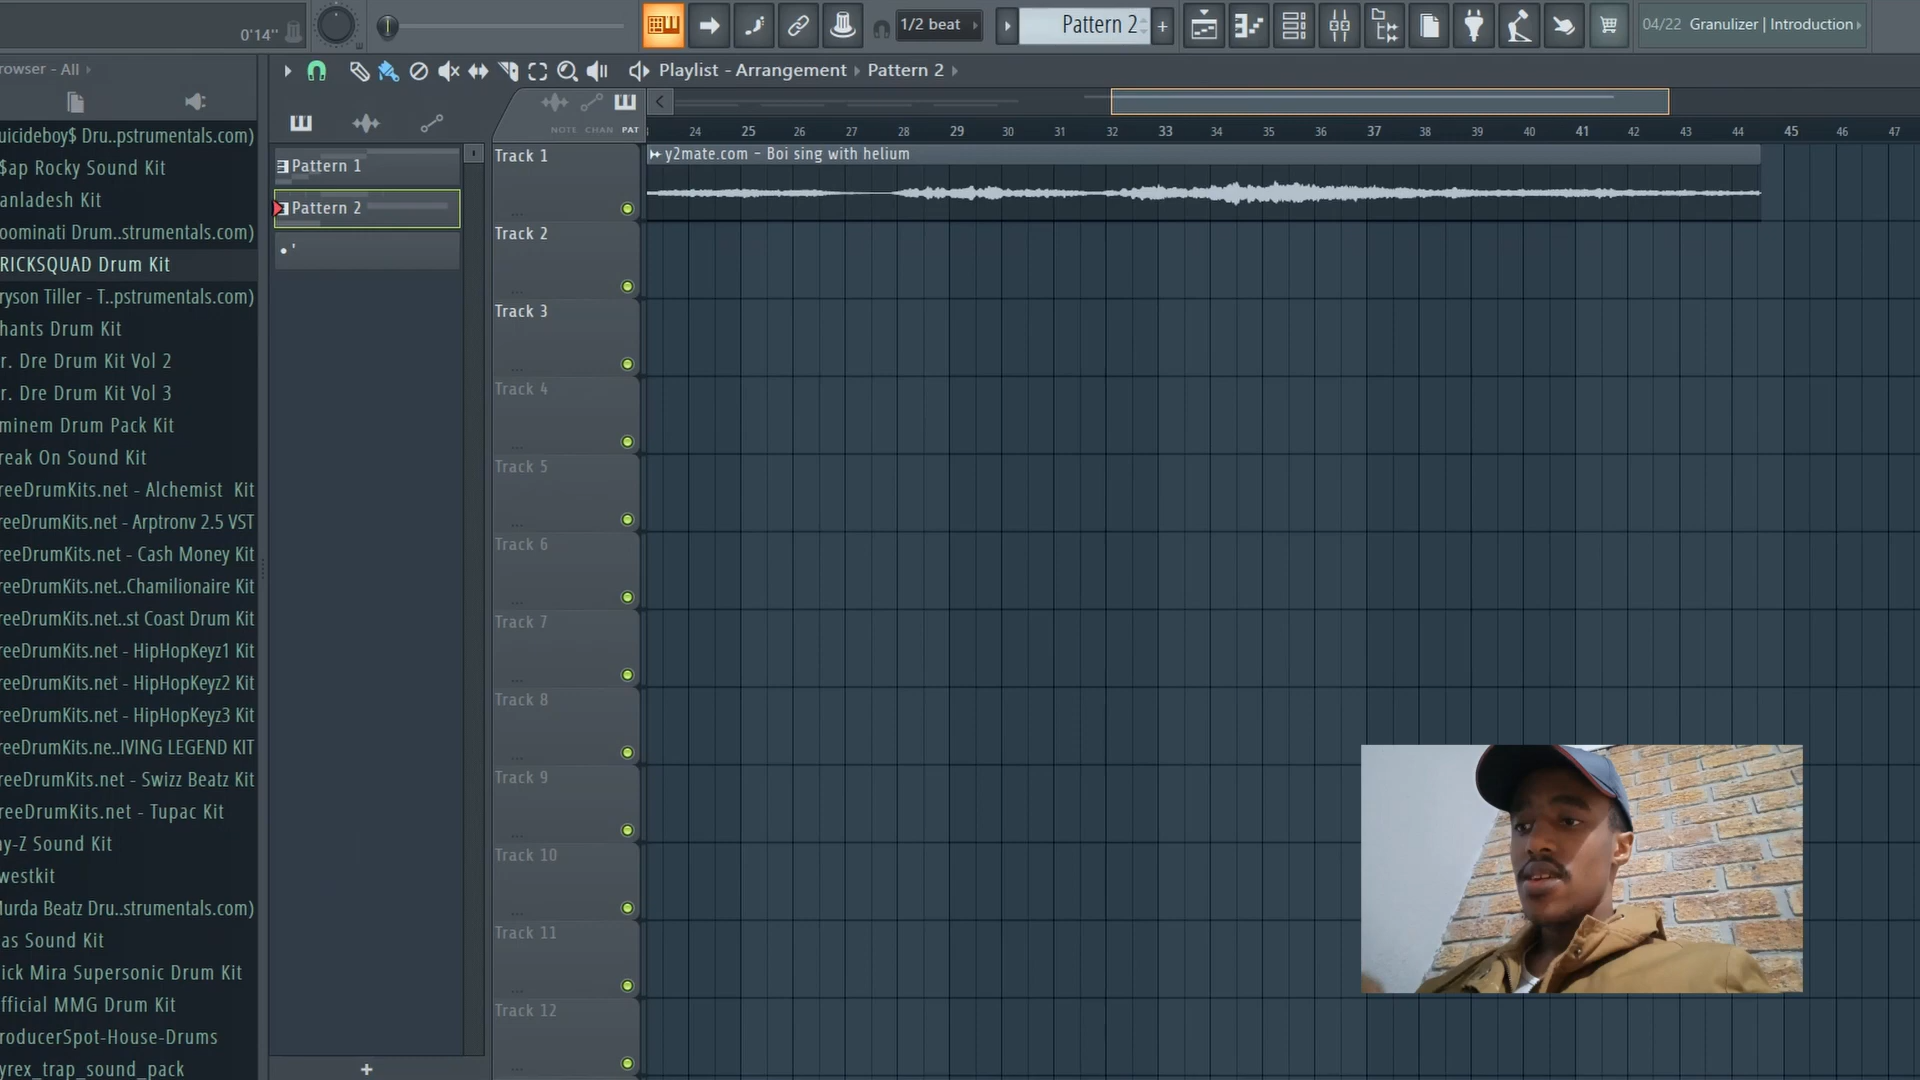 0'14"
1/2 beat
Pattern 2
04/22 Granulizer | Introduction
rowser - All
Playlist - Arrangement Pattern 2
NOTE CHAN PAT
24 25 26 27 28 29 30 31 32 33 34 35 36 37 38 39 40 41 42 43 44 45 46 47
uicideboy$ Dru..pstrumentals.com)
$ap Rocky Sound Kit
anladesh Kit
oominati Drum..strumentals.com)
RICKSQUAD Drum Kit
ryson Tiller - T..pstrumentals.com)
hants Drum Kit
r. Dre Drum Kit Vol 2
r. Dre Drum Kit Vol 3
minem Drum Pack Kit
reak On Sound Kit
reeDrumKits.net - Alchemist  Kit
reeDrumKits.net - Arptronv 2.5 VST
reeDrumKits.net - Cash Money Kit
reeDrumKits.net..Chamilionaire Kit
reeDrumKits.net..st Coast Drum Kit
reeDrumKits.net - HipHopKeyz1 Kit
reeDrumKits.net - HipHopKeyz2 Kit
reeDrumKits.net - HipHopKeyz3 Kit
reeDrumKits.ne..IVING LEGEND KIT
reeDrumKits.net - Swizz Beatz Kit
reeDrumKits.net - Tupac Kit
ay-Z Sound Kit
westkit
Murda Beatz Dru..strumentals.com)
as Sound Kit
ick Mira Supersonic Drum Kit
fficial MMG Drum Kit
roducerSpot-House-Drums
yrex_trap_sound_pack
Pattern 1
Pattern 2
'
Track 1
y2mate.com - Boi sing with helium
Track 2
Track 3
Track 4
Track 5
Track 6
Track 7
Track 8
Track 9
Track 10
Track 11
Track 12